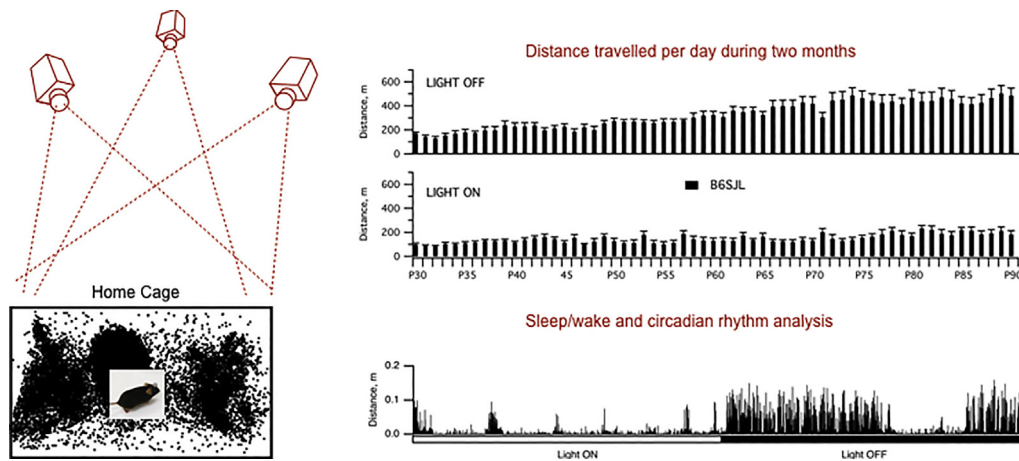 Home Cage
Distance travelled per day during two months
LIGHT OFF
Distance, m
600
400
200
0
LIGHT ON
B6SJL
Distance, m
600
400
200
0
P30 P35 P40 45 P50 P55 P60 P65 P70 P75 P80 P85 P90
Sleep/wake and circadian rhythm analysis
Distance, m
0.2
0.1
0.0
Light ON Light OFF